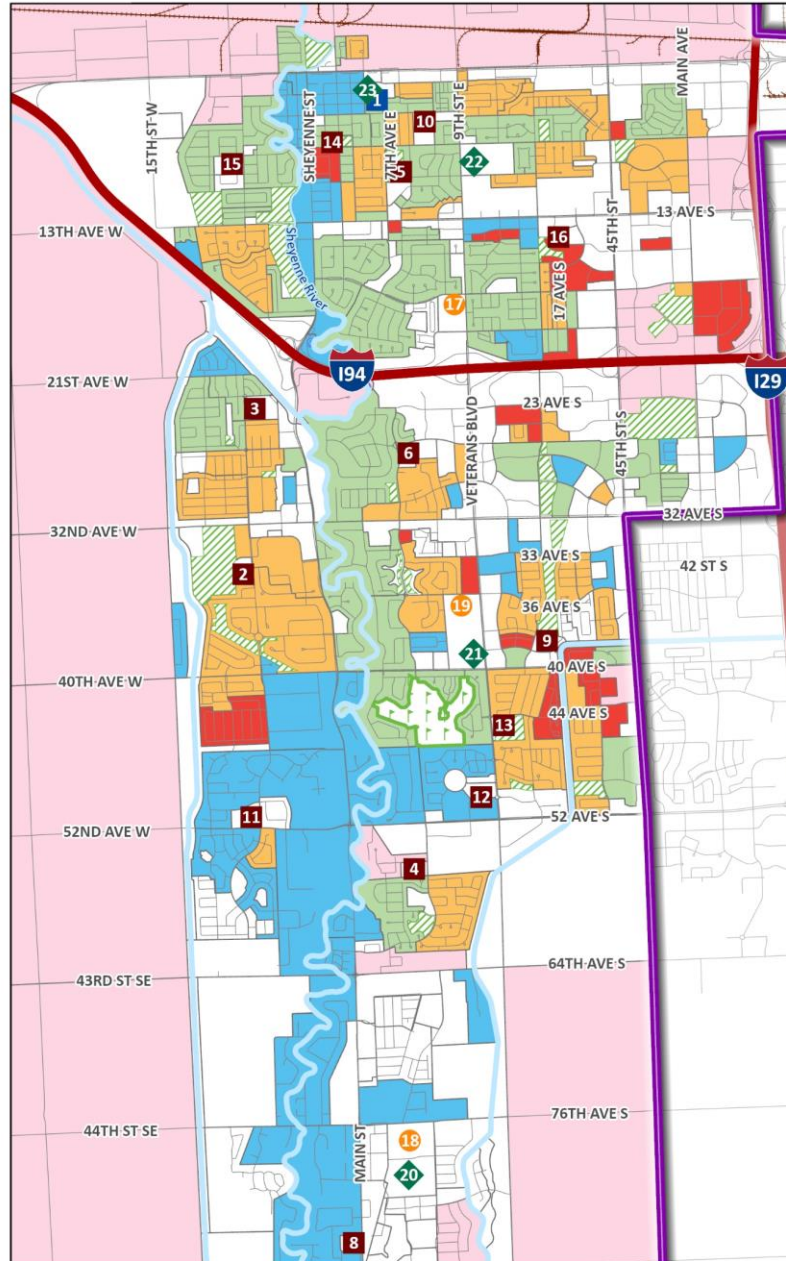 MAIN AVE
23
1
10
9TH ST E
7TH AVE E
SHEYENNE ST
15TH ST W
14
15
5
22
13 AVE S
45TH ST
16
17 AVE S
13TH AVE W
Sheyenne River
17
I94
I29
21ST AVE W
23 AVE S
VETERANS BLVD
3
6
45TH ST S
32 AVE S
32ND AVE W
33 AVE S
42 ST S
2
36 AVE S
19
9
21
40 AVE S
40TH AVE W
44 AVE S
13
12
11
52 AVE S
52ND AVE W
4
64TH AVE S
43RD ST SE
76TH AVE S
44TH ST SE
18
MAIN ST
20
8